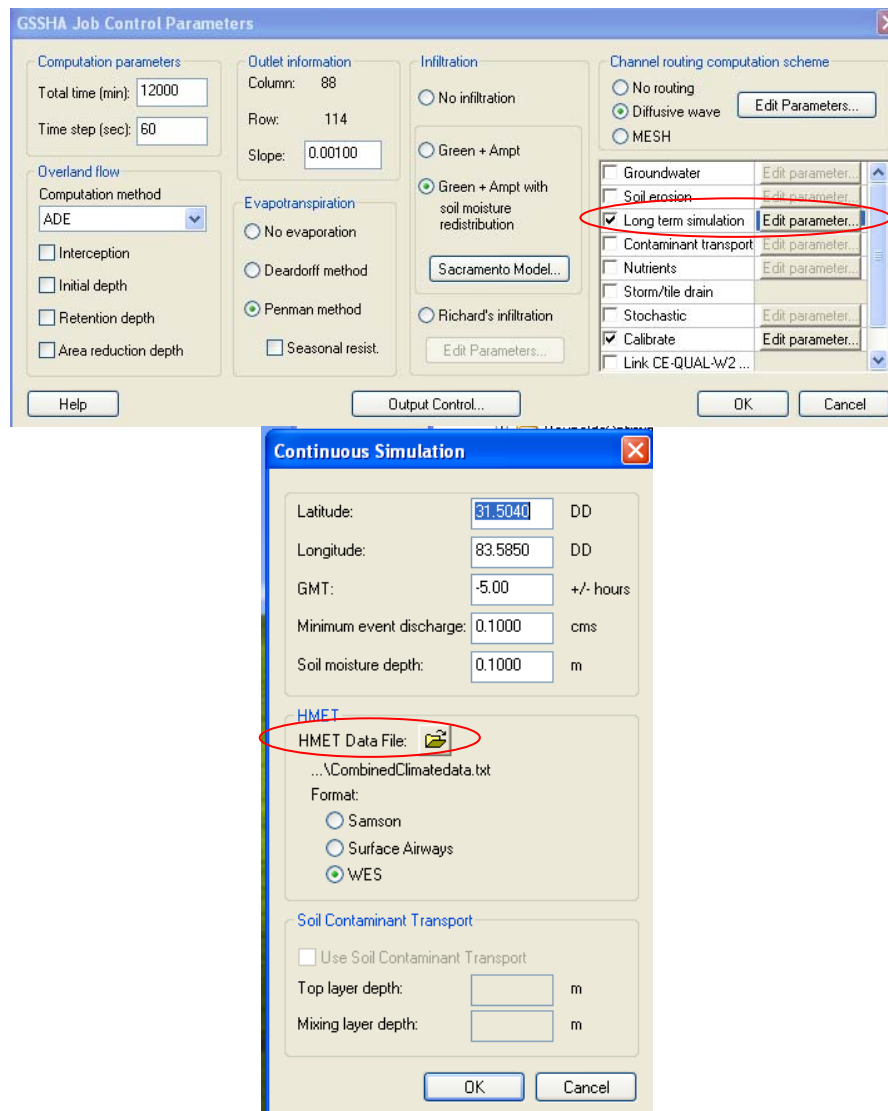 GSSHA Job Control Parameters
Computation parameters
Total time (min): 12000
Time step (sec): 60
Overland flow
Computation method
ADE
Interception
Initial depth
Retention depth
Area reduction depth
Outlet information
Column: 88
Row: 114
Slope: 0.00100
Evapotranspiration
No evaporation
Deardorff method
Penman method
Seasonal resist.
Infiltration
No infiltration
Green + Ampt
Green + Ampt with
soil moisture
redistribution
Sacramento Model...
Richard's infiltration
Edit Parameters...
Channel routing computation scheme
No routing
Diffusive wave
MESH
Edit Parameters...
Groundwater Edit parameter...
Soil erosion Edit parameter...
Long term simulation Edit parameter...
Contaminant transport Edit parameter...
Nutrients Edit parameter...
Storm/tile drain
Stochastic Edit parameter...
Calibrate Edit parameter...
Link CE-QUAL-W2 ...
Help
Output Control...
OK
Cancel
Continuous Simulation
Latitude: 31.5040 DD
Longitude: 83.5850 DD
GMT: -5.00 +/- hours
Minimum event discharge: 0.1000 cms
Soil moisture depth: 0.1000 m
HMET
HMET Data File:
...\CombinedClimatedata.txt
Format:
Samson
Surface Airways
WES
Soil Contaminant Transport
Use Soil Contaminant Transport
Top layer depth: m
Mixing layer depth: m
OK
Cancel